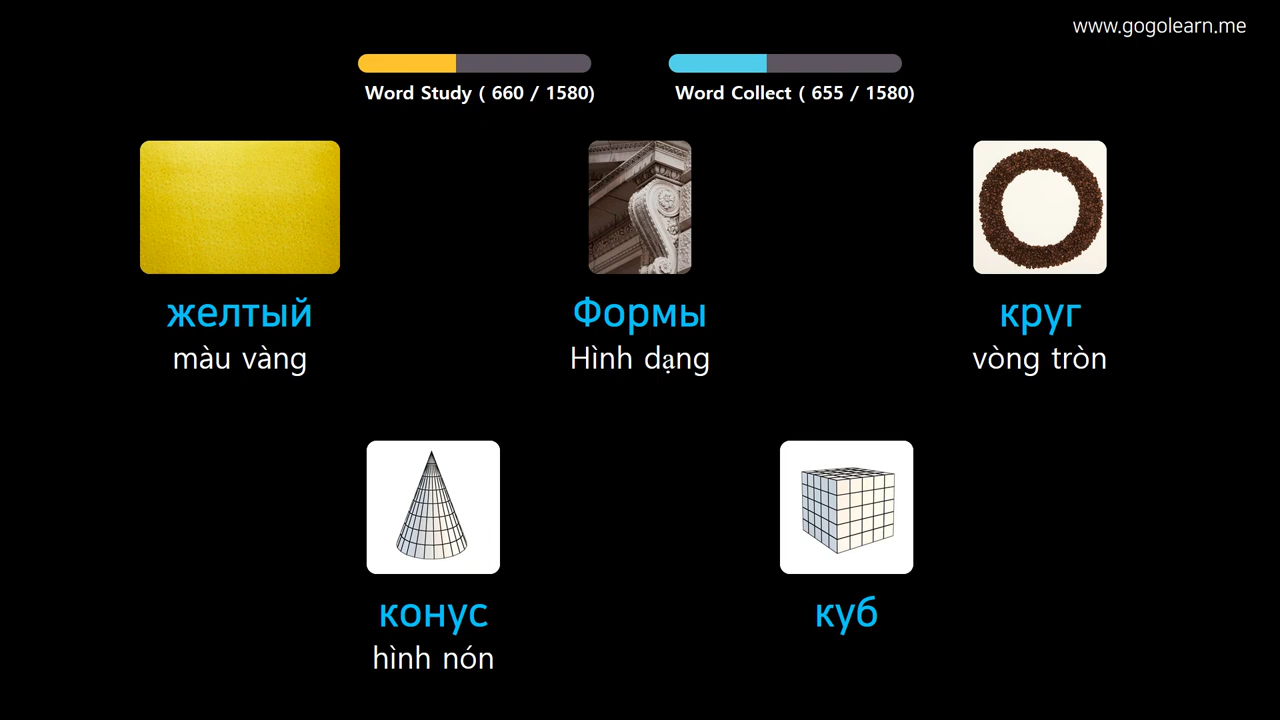 www.gogolearn.me
Word Study ( 660 / 1580)
Word Collect ( 655 / 1580)
желтый
màu vàng
Формы
Hình dạng
круг
vòng tròn
конус
hình nón
куб